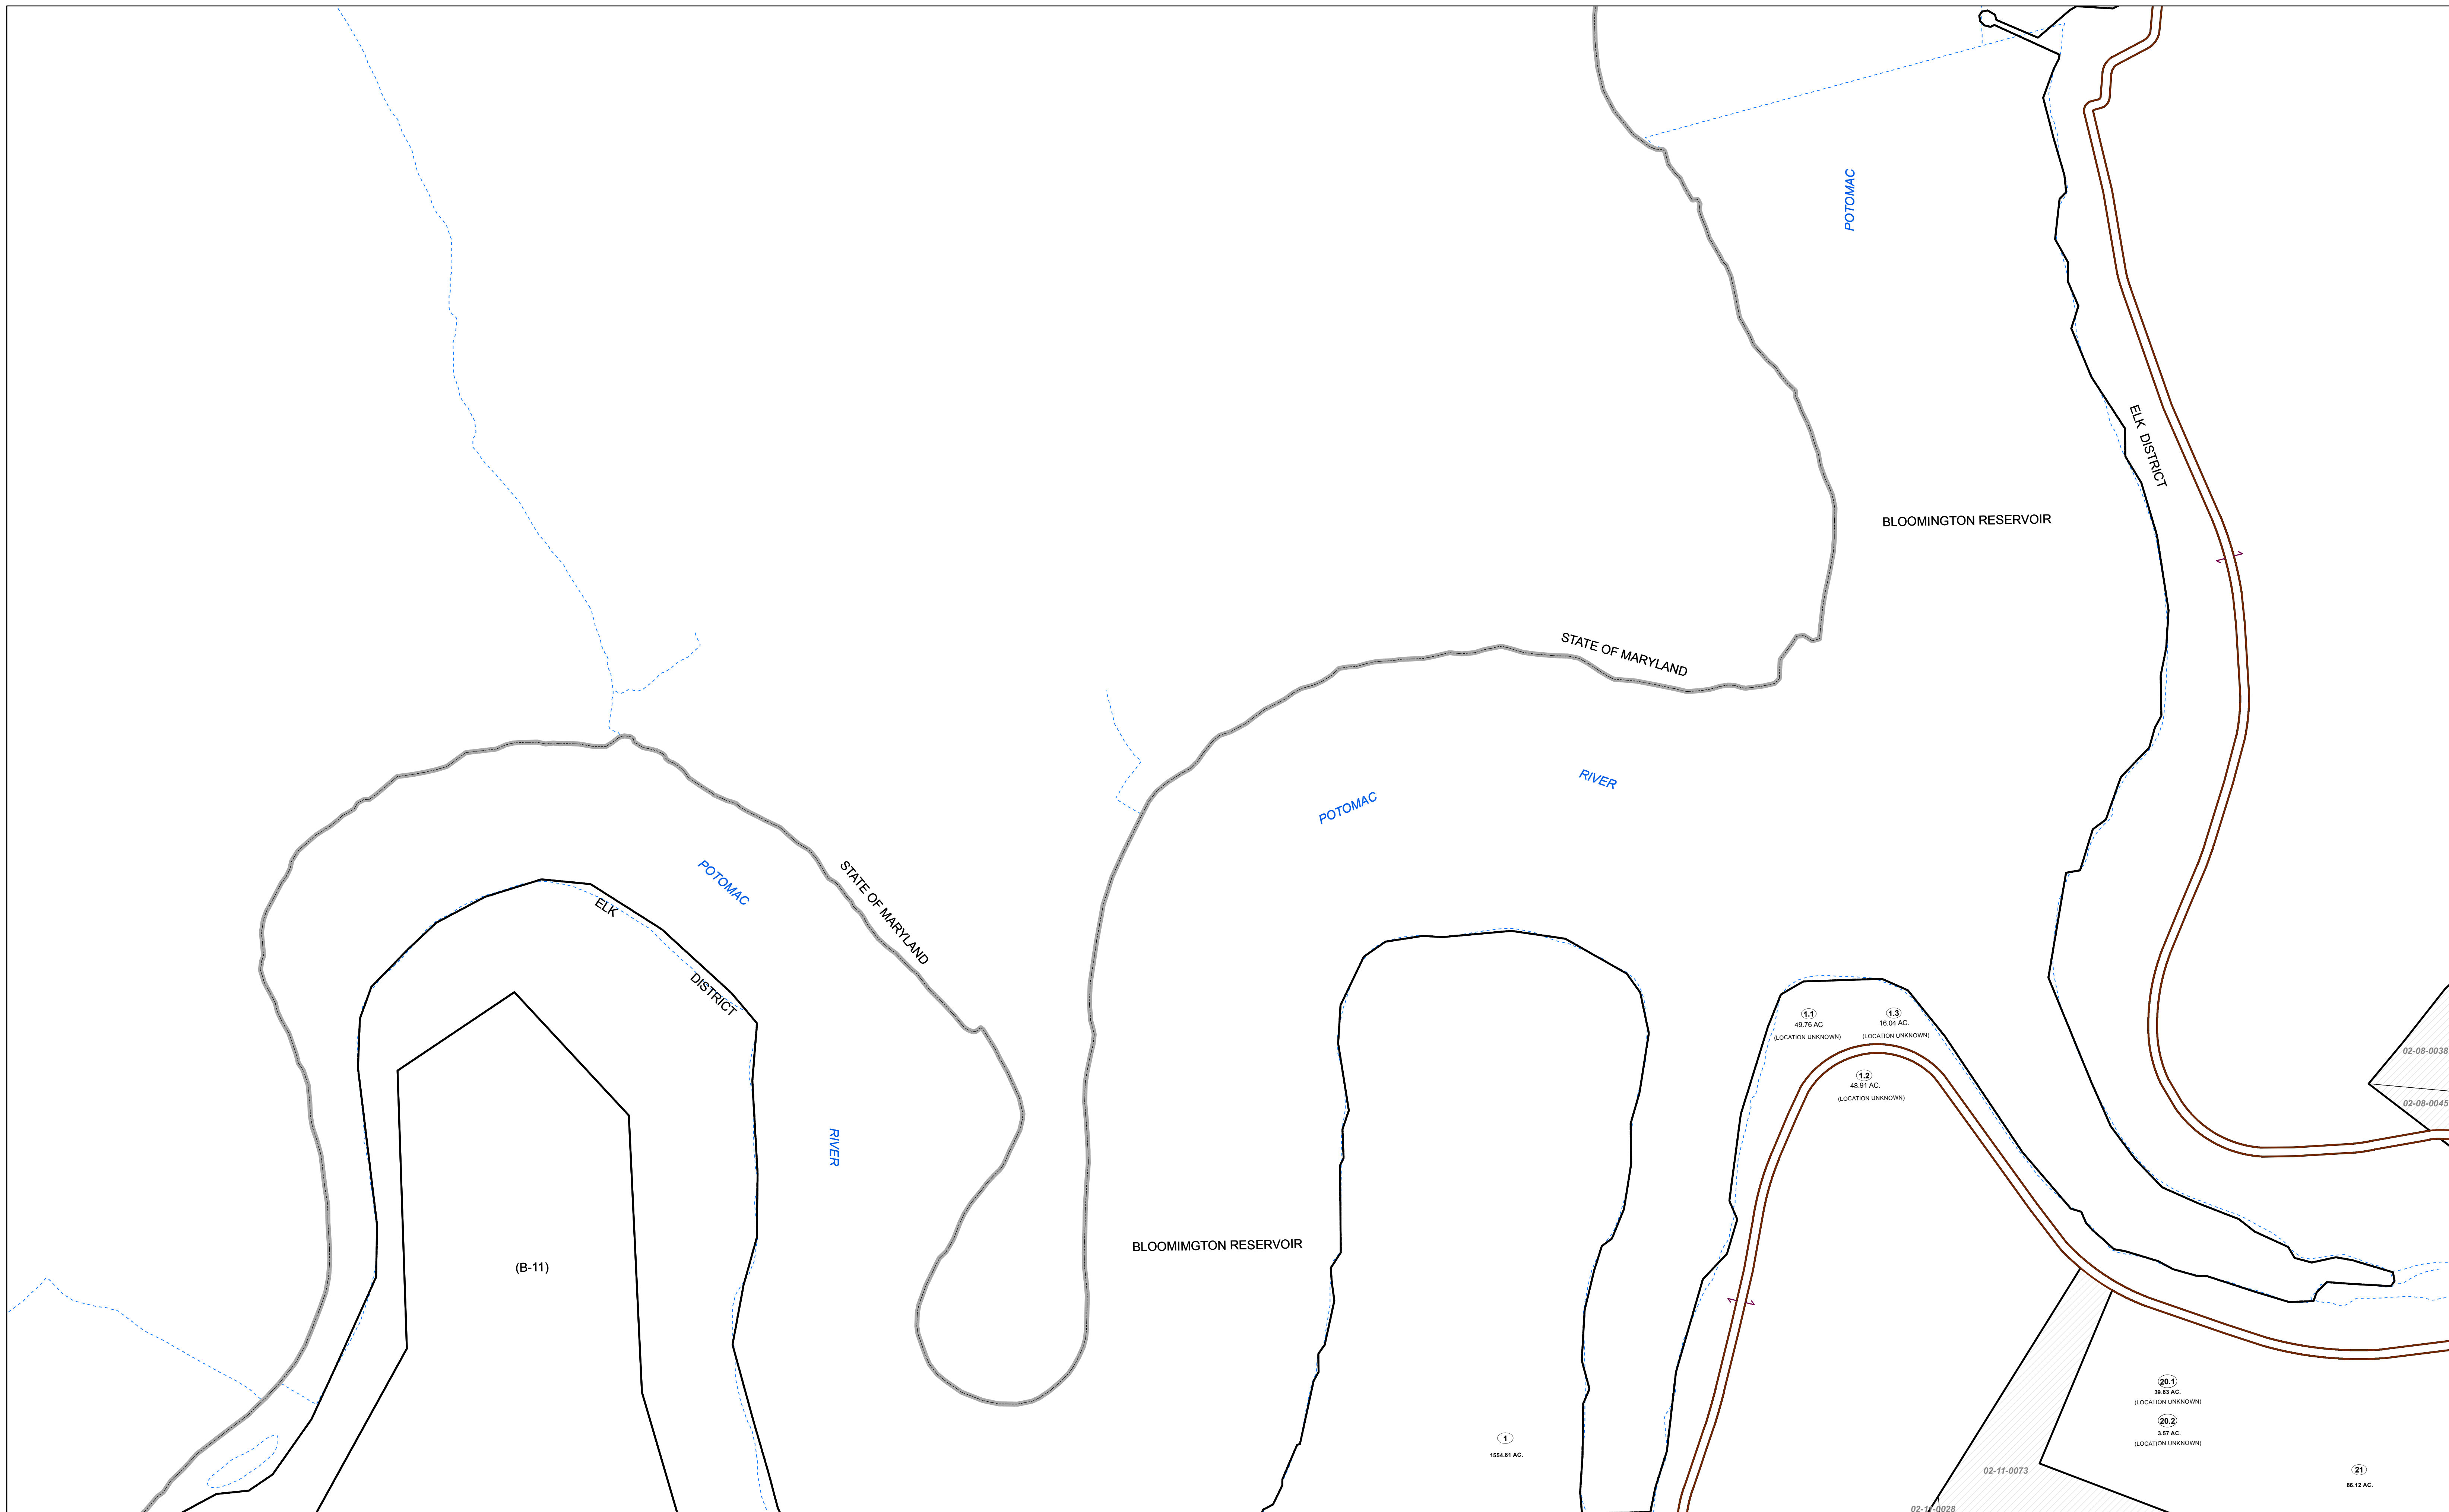 POTOMAC
ELK DISTRICT
BLOOMINGTON RESERVOIR
STATE OF MARYLAND
RIVER
POTOMAC
STATE OF MARYLAND
POTOMAC
ELK
DISTRICT
RIVER
1.1
49.76 AC
(LOCATION UNKNOWN)
1.3
16.04 AC.
(LOCATION UNKNOWN)
1.2
48.91 AC.
(LOCATION UNKNOWN)
02-08-0038
02-08-0045
BLOOMIMGTON RESERVOIR
(B-11)
20.1
39.83 AC.
(LOCATION UNKNOWN)
20.2
3.57 AC.
(LOCATION UNKNOWN)
1
1554.81 AC.
02-11-0073
21
86.12 AC.
02-11-0028